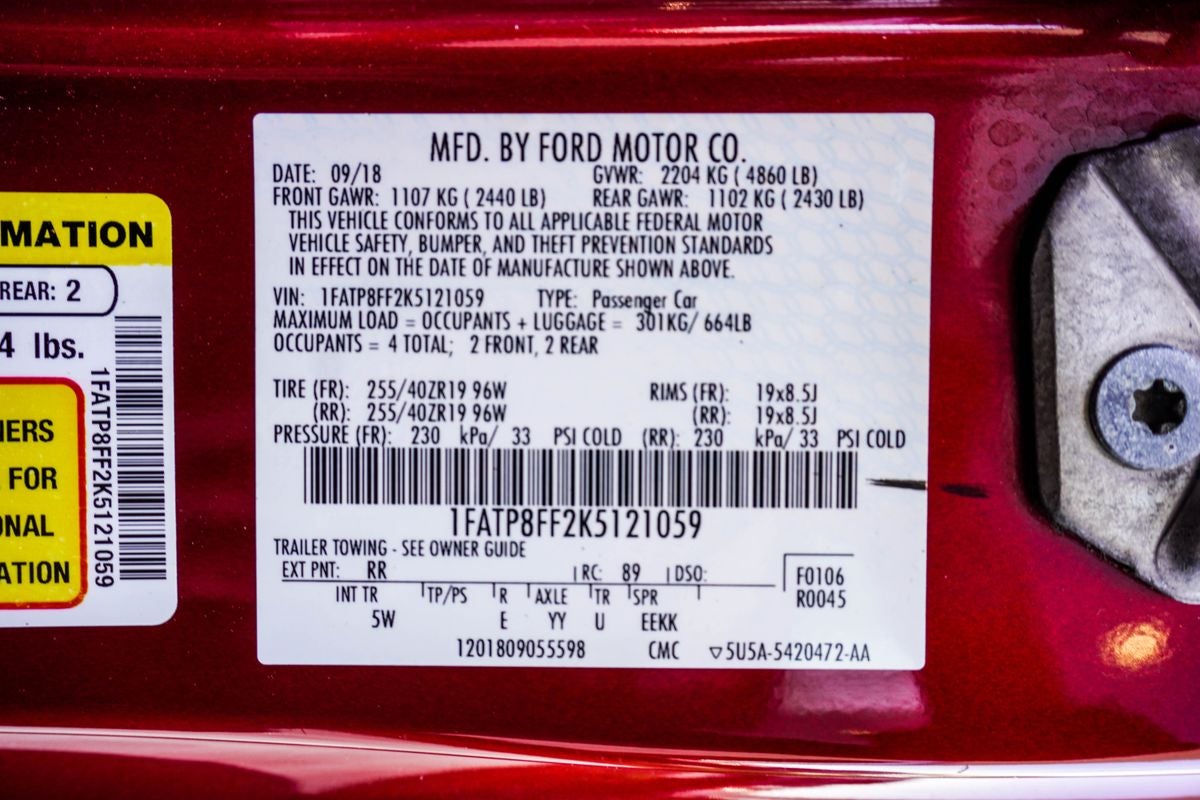 MATION
REAR: 2
4 lbs.
FOR
ONAL
ATION
1FATP8FF2K5121059
MFD. BY FORD MOTOR CO.
DATE: 09/18 GVWR: 2204 KG ( 4860 LB)
FRONT GAWR: 1107 KG ( 2440 LB) REAR GAWR: 1102 KG ( 2430 LB)
THIS VEHICLE CONFORMS TO ALL APPLICABLE FEDERAL MOTOR
VEHICLE SAFETY, BUMPER, AND THEFT PREVENTION STANDARDS
IN EFFECT ON THE DATE OF MANUFACTURE SHOWN ABOVE.
VIN: 1FATP8FF2K5121059 TYPE: Passenger Car
MAXIMUM LOAD = OCCUPANTS + LUGGAGE = 301KG/ 664LB
OCCUPANTS = 4 TOTAL; 2 FRONT, 2 REAR
TIRE (FR): 255/40ZR19 96W RIMS (FR): 19x8.5J
(RR): 255/40ZR19 96W (RR): 19x8.5J
PRESSURE (FR): 230 kPa/ 33 PSI COLD (RR): 230 kPa/ 33 PSI COLD
1FATP8FF2K5121059
TRAILER TOWING - SEE OWNER GUIDE
EXT PNT: RR RC: 89 DSO: F0106
R0045
INT TR TP/PS R AXLE TR SPR
5W E YY U EEKK
1201809055598 CMC ▽5U5A-5420472-AA